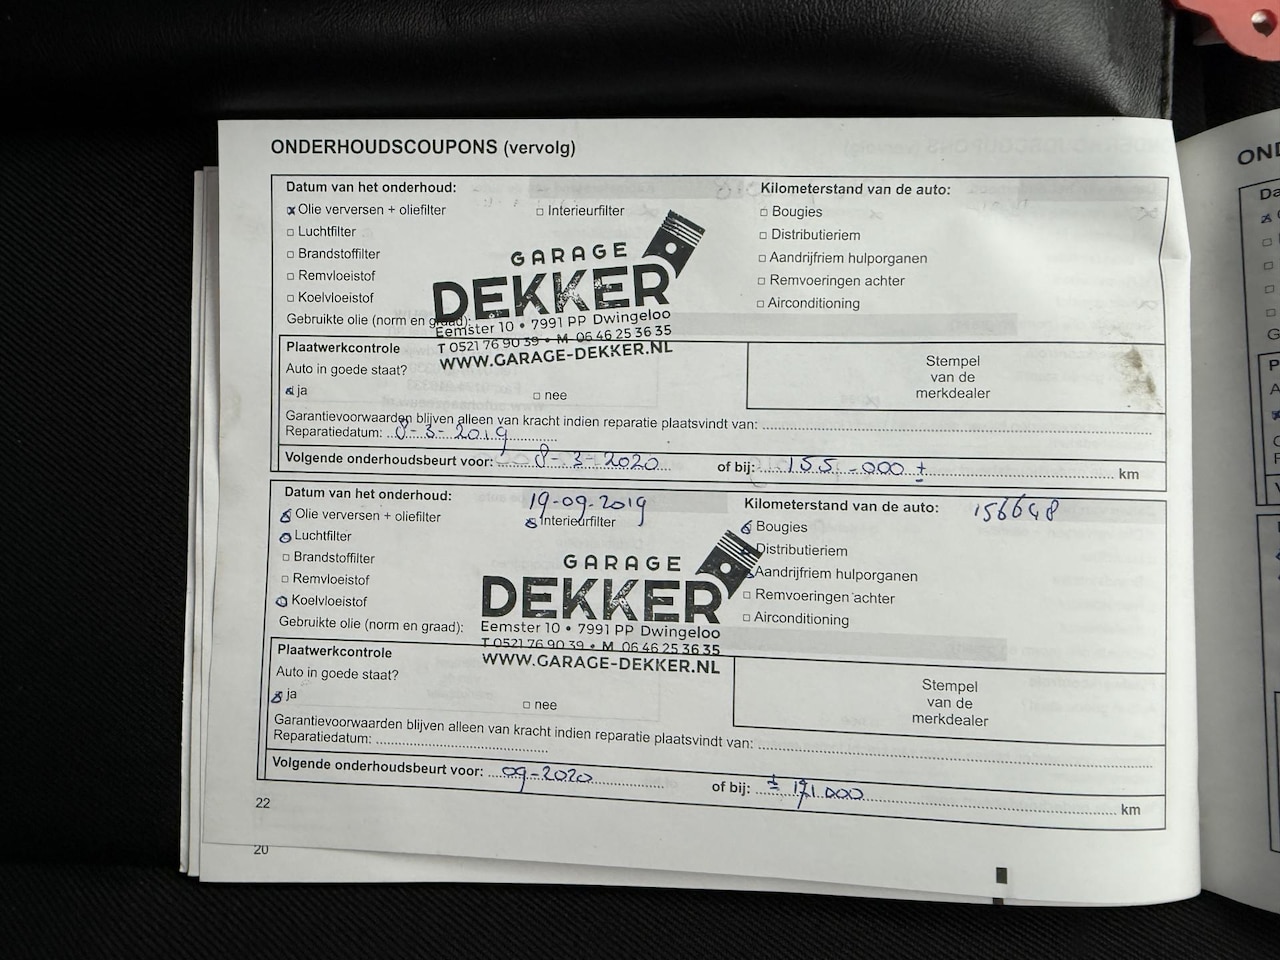 ONDERHOUDSCOUPONS (vervolg)
Datum van het onderhoud: Kilometerstand van de auto:
Olie verversen + oliefilter Interieurfilter Bougies
Luchtfilter Distributieriem
Brandstoffilter Aandrijfriem hulporganen
Remvloeistof Remvoeringen achter
Koelvloeistof Airconditioning
GARAGE
DEKKER
Gebruikte olie (norm en graad):
Eemster 10 • 7991 PP Dwingeloo
T 0521 76 90 39 • M 06 46 25 36 35
WWW.GARAGE-DEKKER.NL
Plaatwerkcontrole
Auto in goede staat?
ja nee
Stempel
van de
merkdealer
Garantievoorwaarden blijven alleen van kracht indien reparatie plaatsvindt van:
Reparatiedatum: 8-3-2019
Volgende onderhoudsbeurt voor: 8-3-2020 of bij: 155-000 ± km
Datum van het onderhoud: 19-09-2019 Kilometerstand van de auto: 156648
Olie verversen + oliefilter Interieurfilter Bougies
Luchtfilter Distributieriem
Brandstoffilter Aandrijfriem hulporganen
Remvloeistof Remvoeringen achter
Koelvloeistof Airconditioning
GARAGE
DEKKER
Gebruikte olie (norm en graad):
Eemster 10 • 7991 PP Dwingeloo
T 0521 76 90 39 • M 06 46 25 36 35
WWW.GARAGE-DEKKER.NL
Plaatwerkcontrole
Auto in goede staat?
ja nee
Stempel
van de
merkdealer
Garantievoorwaarden blijven alleen van kracht indien reparatie plaatsvindt van:
Reparatiedatum:
Volgende onderhoudsbeurt voor: 09-2020 of bij: ± 171.000 km
22
20